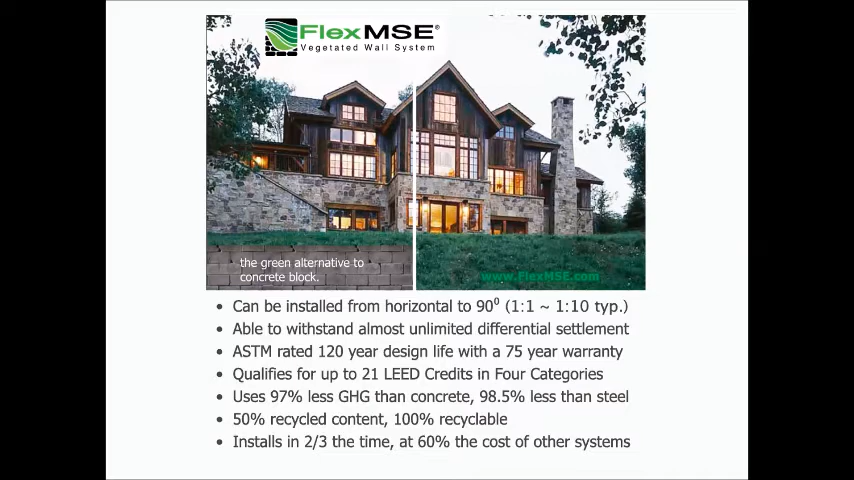 FlexMSE®
Vegetated Wall System
the green alternative to
concrete block.
www.FlexMSE.com
• Can be installed from horizontal to 90⁰ (1:1 ~ 1:10 typ.)
• Able to withstand almost unlimited differential settlement
• ASTM rated 120 year design life with a 75 year warranty
• Qualifies for up to 21 LEED Credits in Four Categories
• Uses 97% less GHG than concrete, 98.5% less than steel
• 50% recycled content, 100% recyclable
• Installs in 2/3 the time, at 60% the cost of other systems